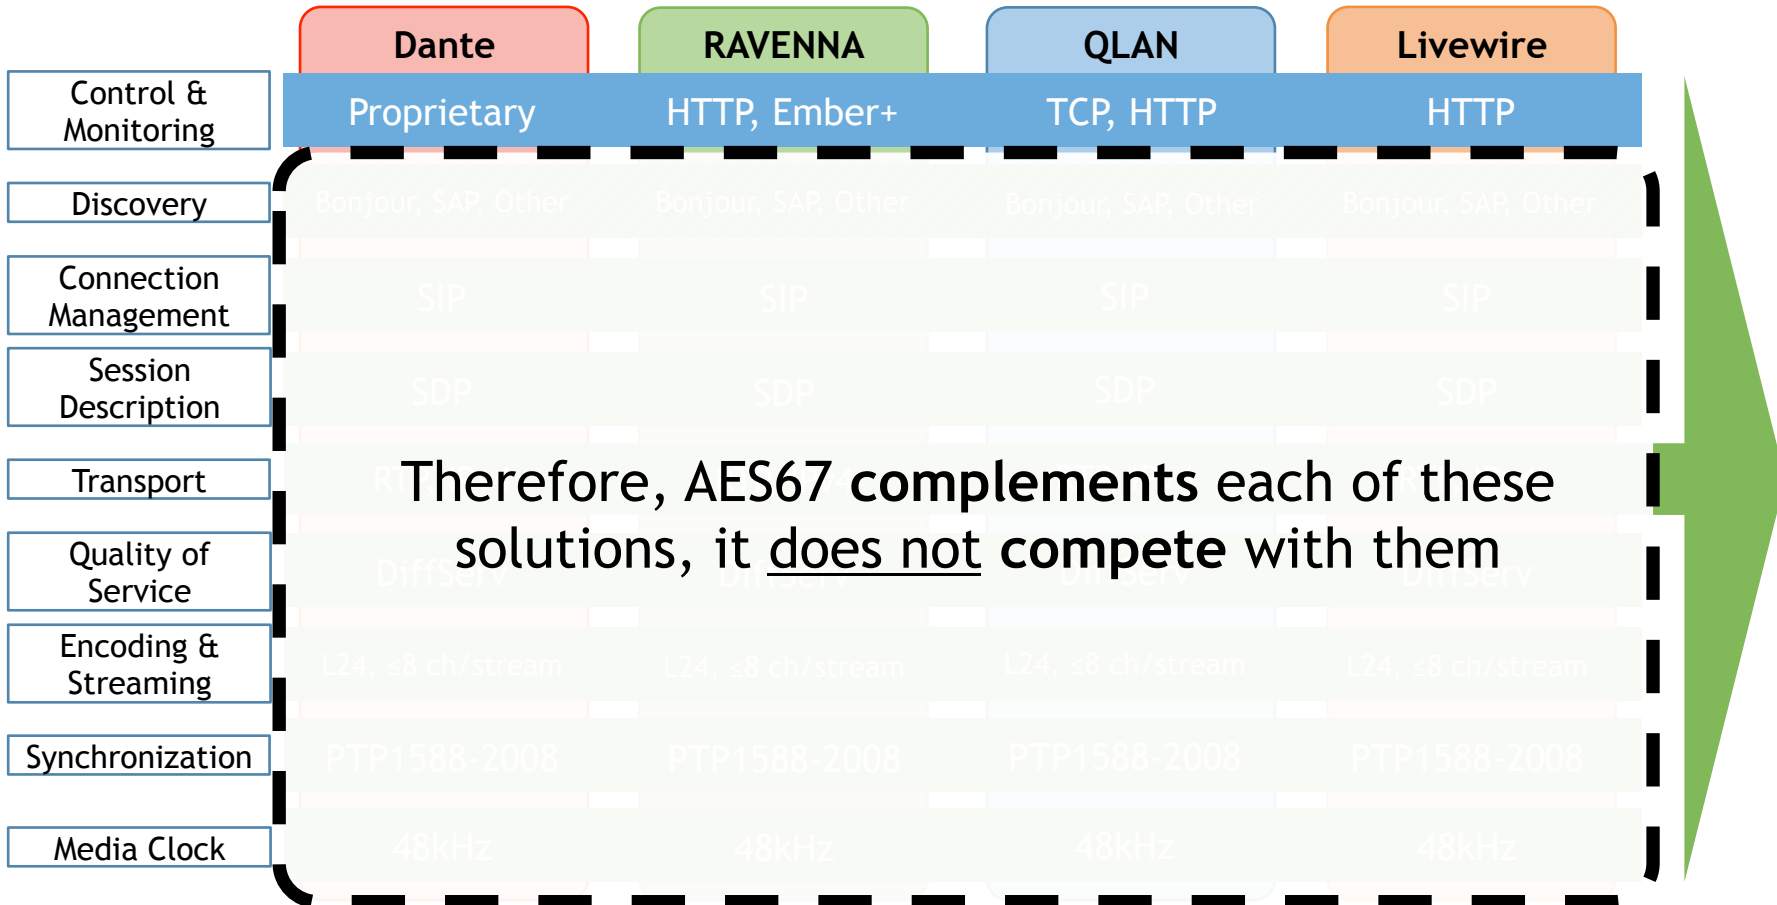 Dante RAVENNA QLAN Livewire
Control &
Monitoring
Proprietary HTTP, Ember+ TCP, HTTP HTTP
Discovery
Bonjour, SAP, Other Bonjour, SAP, Other Bonjour, SAP, Other Bonjour, SAP, Other
Connection
Management
SIP SIP SIP SIP
Session
Description
SDP SDP SDP SDP
Transport
Therefore, AES67 complements each of these
solutions, it does not compete with them
Quality of
Service
DiffServ DiffServ DiffServ DiffServ
Encoding &
Streaming
L24, ≤8 ch/stream L24, ≤8 ch/stream L24, ≤8 ch/stream L24, ≤8 ch/stream
Synchronization
PTP1588-2008 PTP1588-2008 PTP1588-2008 PTP1588-2008
Media Clock
48kHz 48kHz 48kHz 48kHz